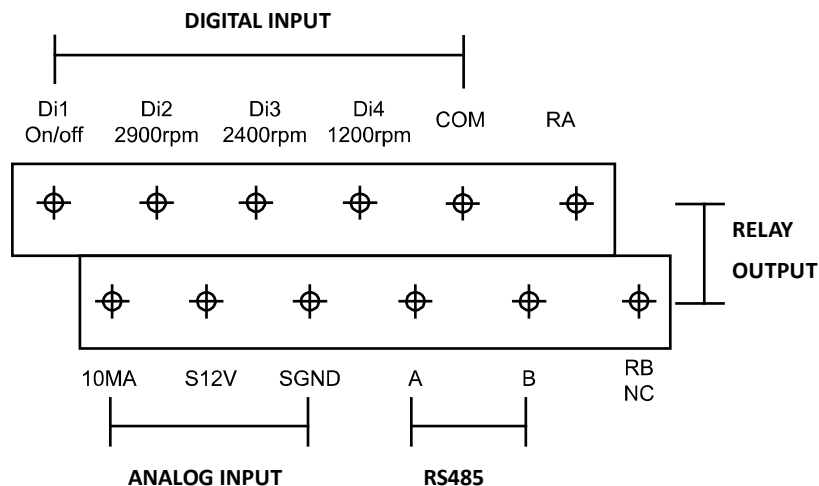 DIGITAL INPUT
Di1
On/off
Di2
2900rpm
Di3
2400rpm
Di4
1200rpm
COM
RA
RELAY
OUTPUT
10MA
S12V
SGND
A
B
RB
NC
ANALOG INPUT
RS485